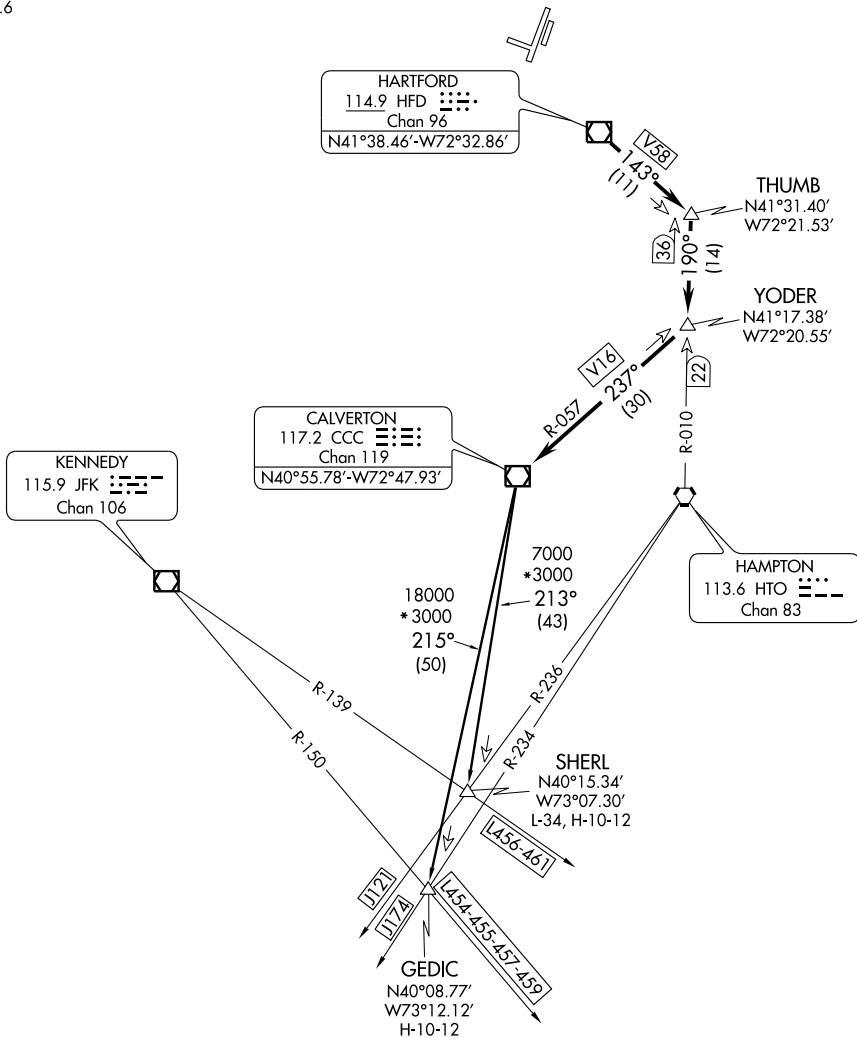 .6
HARTFORD
114.9 HFD
Chan 96
N41°38.46'-W72°32.86'
V58
143°
(11)
THUMB
N41°31.40'
W72°21.53'
36
190°
(14)
YODER
N41°17.38'
W72°20.55'
V16
237°
(30)
R-057
22
R-010
CALVERTON
117.2 CCC
Chan 119
N40°55.78'-W72°47.93'
KENNEDY
115.9 JFK
Chan 106
HAMPTON
113.6 HTO
Chan 83
7000
*3000
213°
(43)
18000
*3000
215°
(50)
R-139
R-150
R-236
R-234
SHERL
N40°15.34'
W73°07.30'
L-34, H-10-12
L456-461
J121
J174
L454-455-457-459
GEDIC
N40°08.77'
W73°12.12'
H-10-12